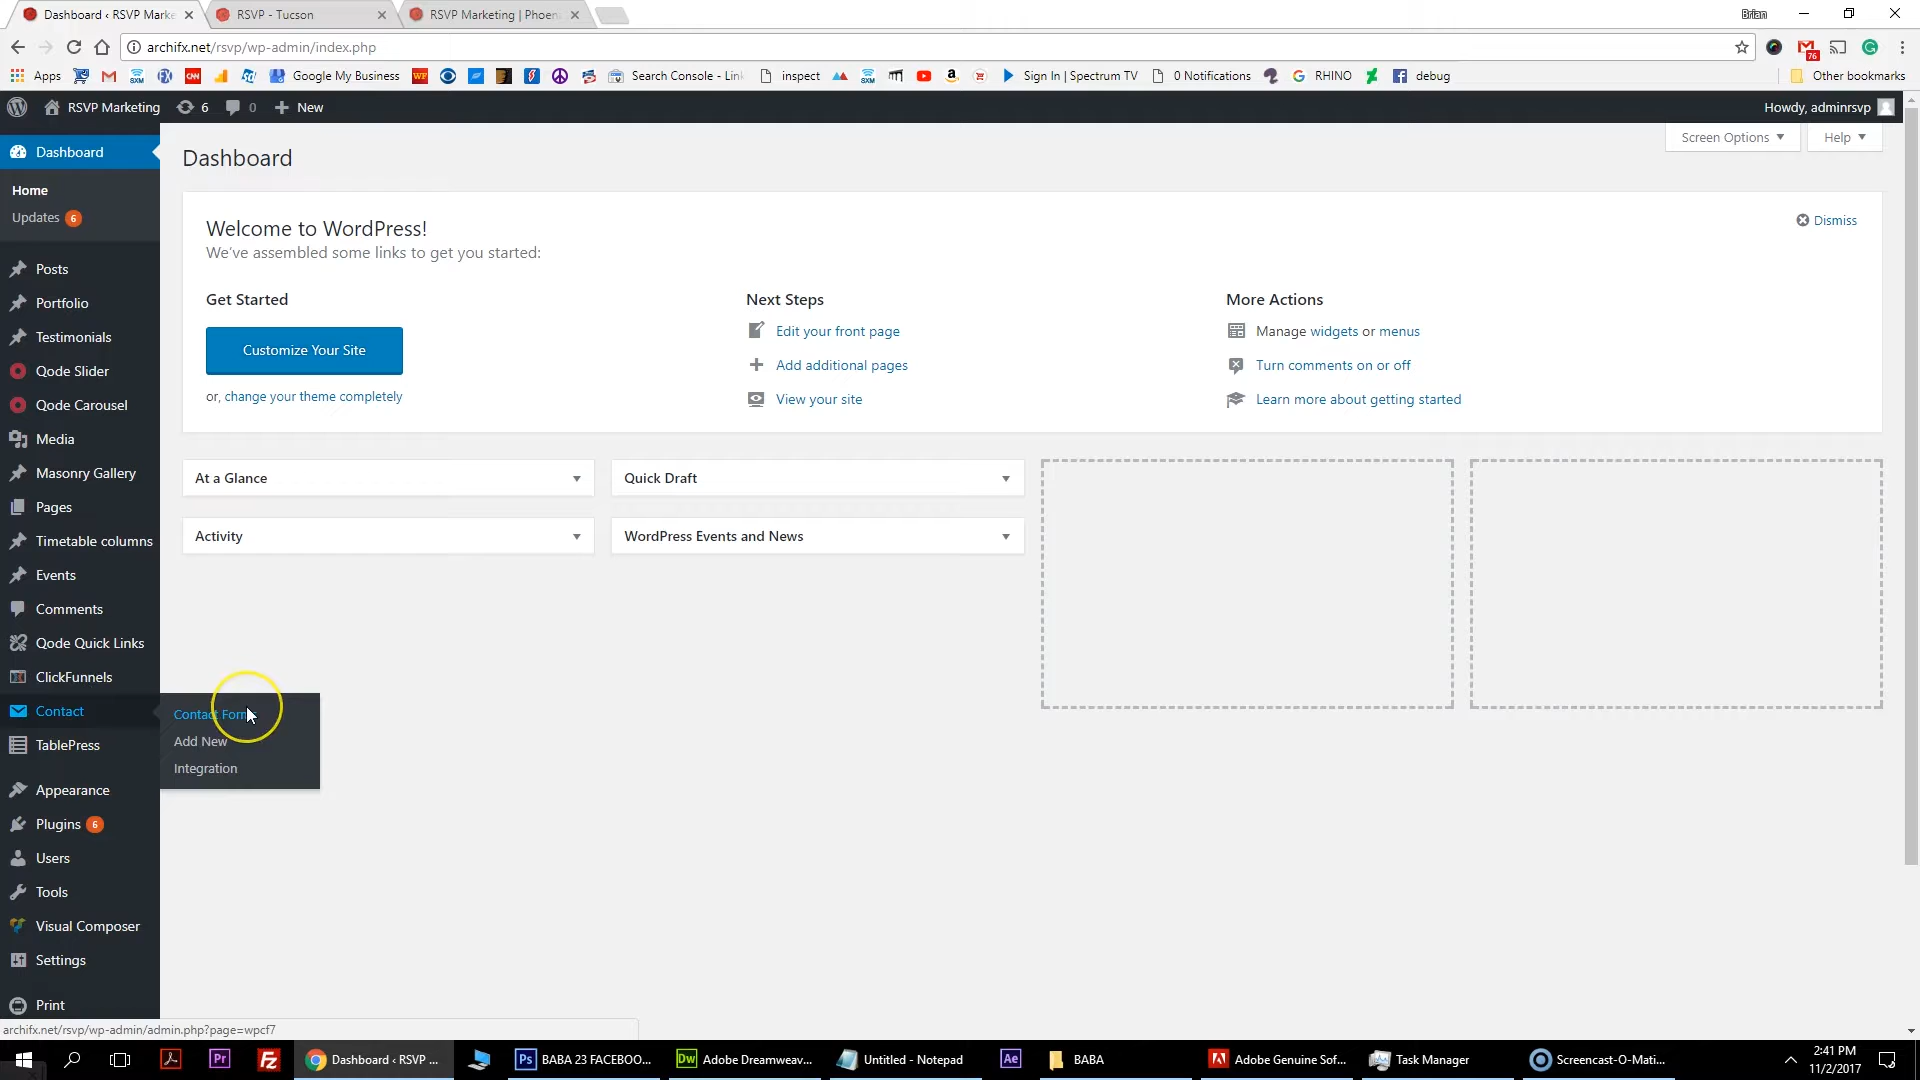 Dashboard ‹ RSVP Marke
RSVP - Tucson
RSVP Marketing | Phoen
Brian
archifx.net/rsvp/wp-admin/index.php
76
Apps
Google My Business
Search Console - Link
inspect
Sign In | Spectrum TV
0 Notifications
RHINO
debug
Other bookmarks
RSVP Marketing
6
0
New
Howdy, adminrsvp
Dashboard
Home
Updates 6
Posts
Portfolio
Testimonials
Qode Slider
Qode Carousel
Media
Masonry Gallery
Pages
Timetable columns
Events
Comments
Qode Quick Links
ClickFunnels
Contact
TablePress
Appearance
Plugins 6
Users
Tools
Visual Composer
Settings
Print
Contact Forms
Add New
Integration
Dashboard
Screen Options
Help
Welcome to WordPress!
We’ve assembled some links to get you started:
Dismiss
Get Started
Customize Your Site
or, change your theme completely
Next Steps
Edit your front page
Add additional pages
View your site
More Actions
Manage widgets or menus
Turn comments on or off
Learn more about getting started
At a Glance
Quick Draft
Activity
WordPress Events and News
archifx.net/rsvp/wp-admin/admin.php?page=wpcf7
Pr
Fz
Dashboard ‹ RSVP ...
Ps
BABA 23 FACEBOO...
Dw
Adobe Dreamweav...
Untitled - Notepad
Ae
BABA
Adobe Genuine Sof...
Task Manager
Screencast-O-Mati...
2:41 PM
11/2/2017